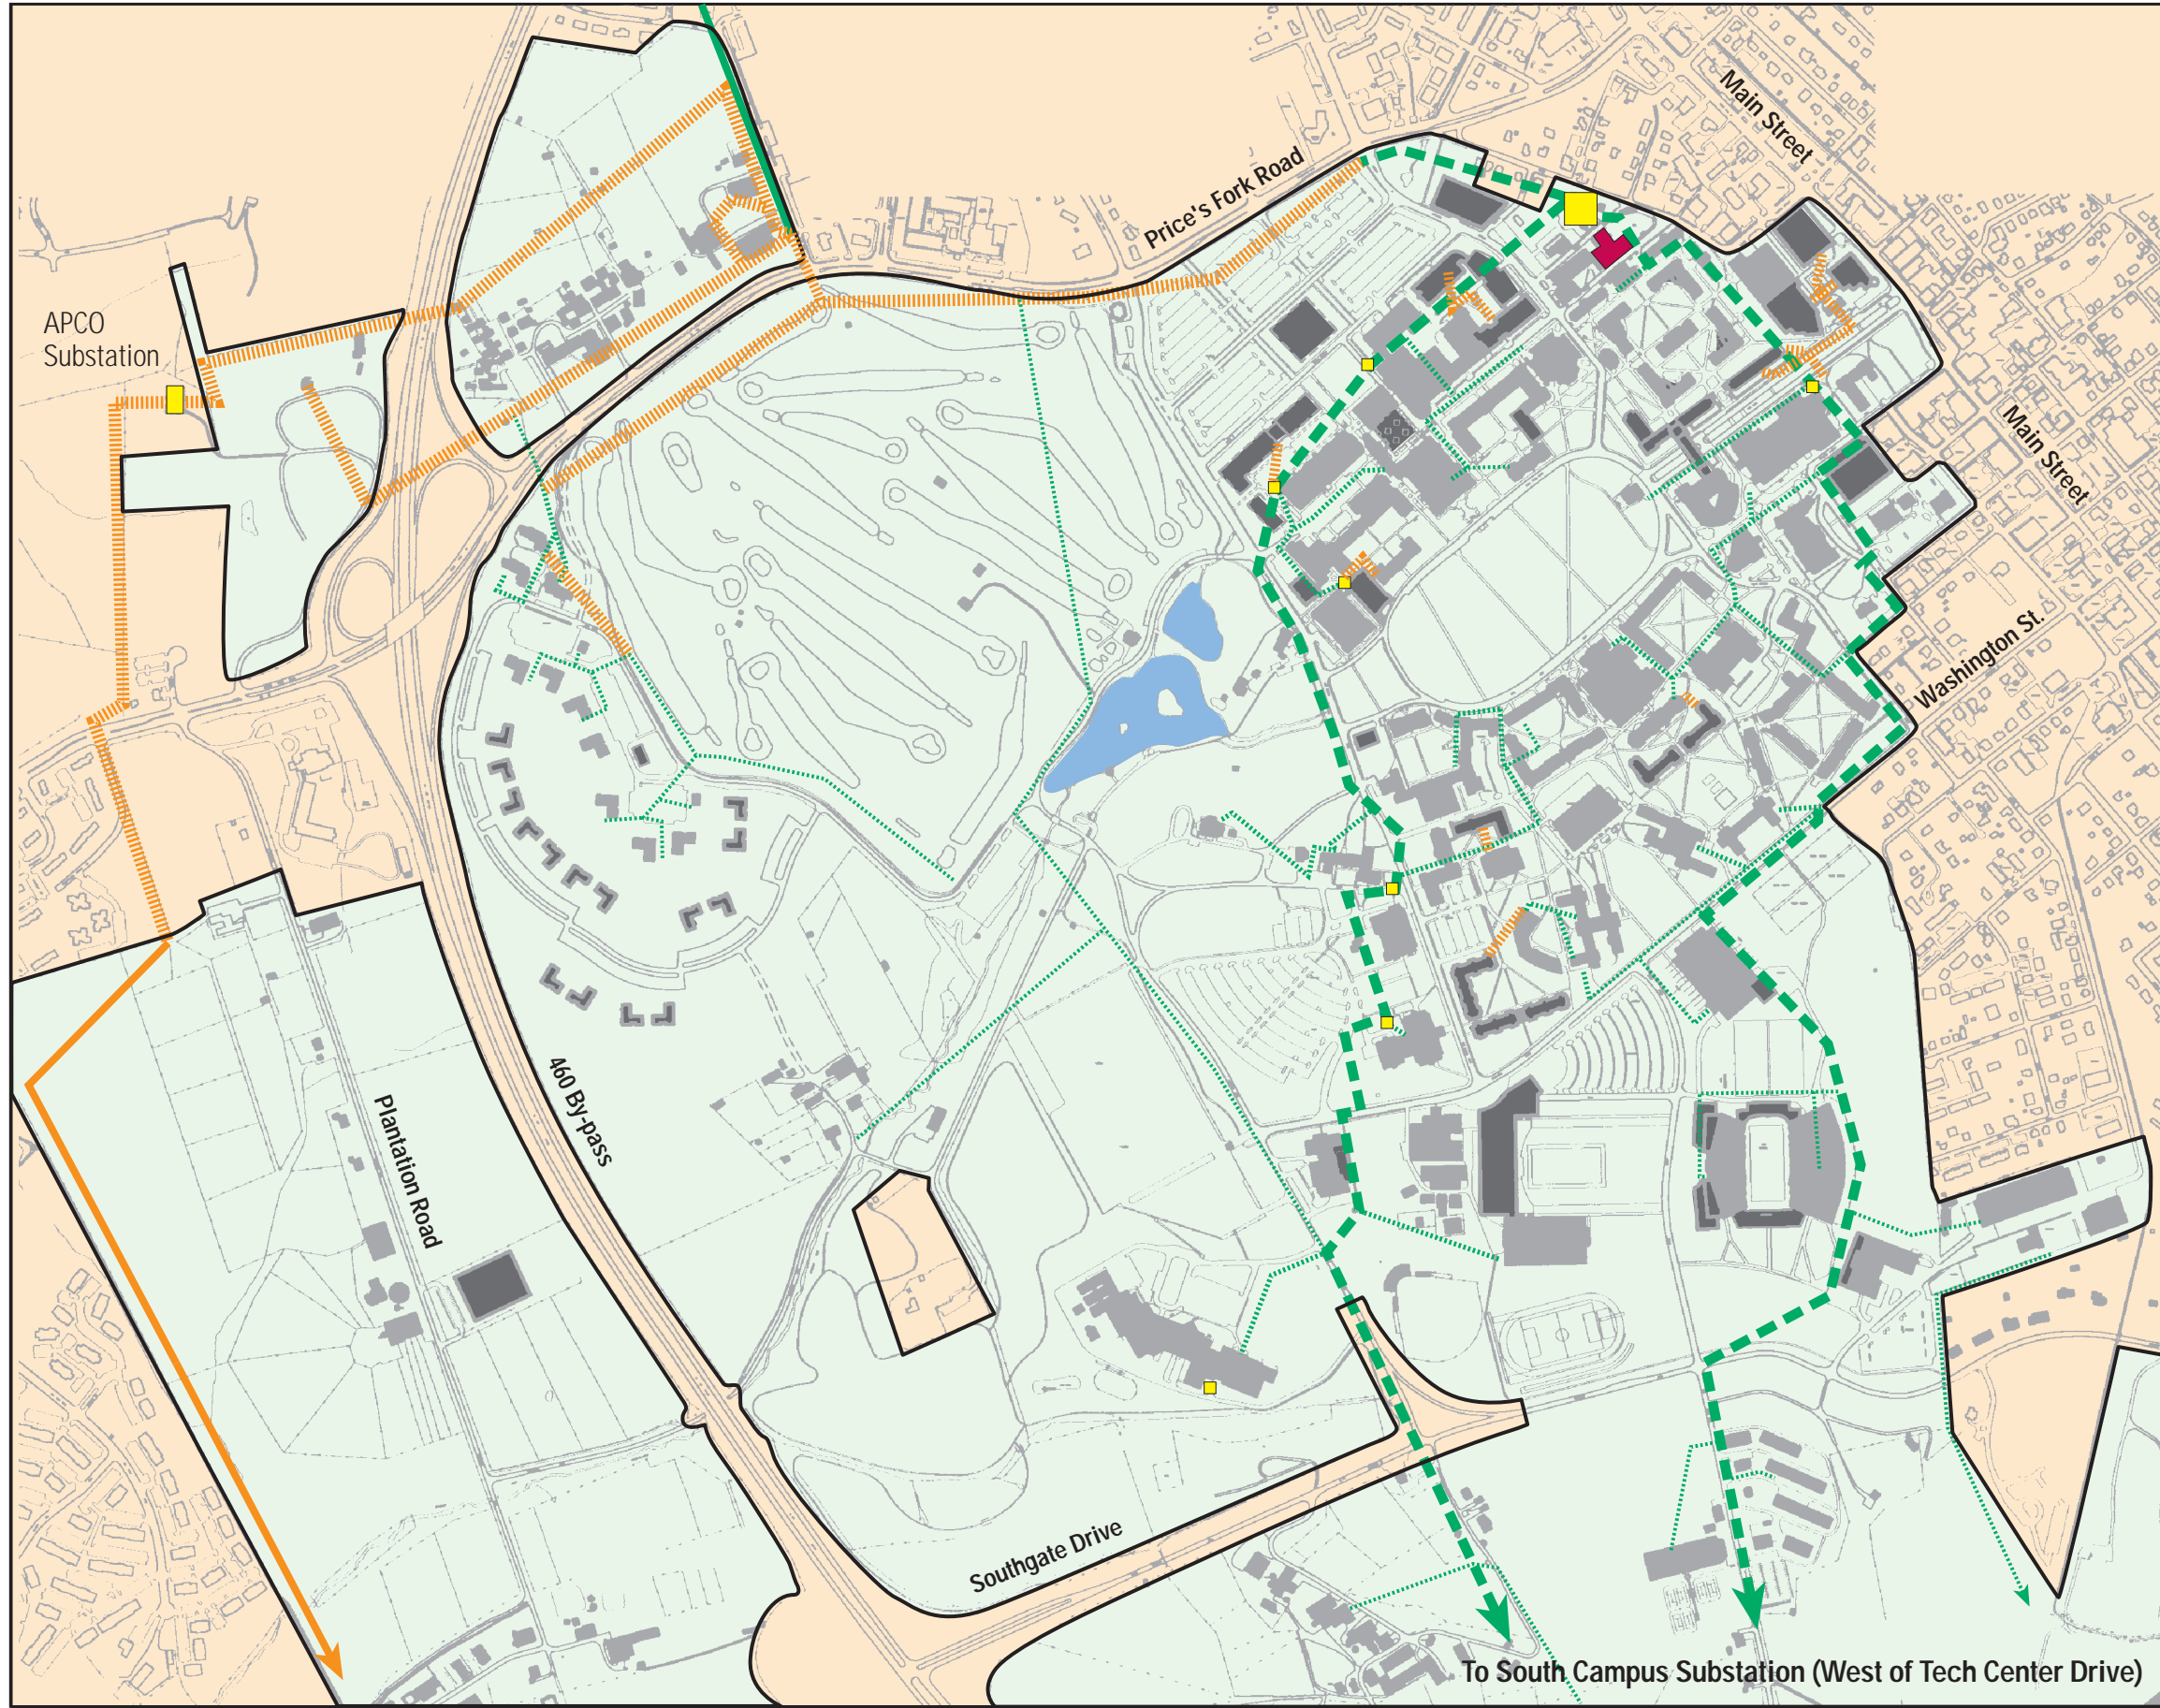 Main Street
Price's Fork Road
APCO
Substation
Main Street
Washington St.
460 By-pass
Plantation Road
Southgate Drive
To South Campus Substation (West of Tech Center Drive)